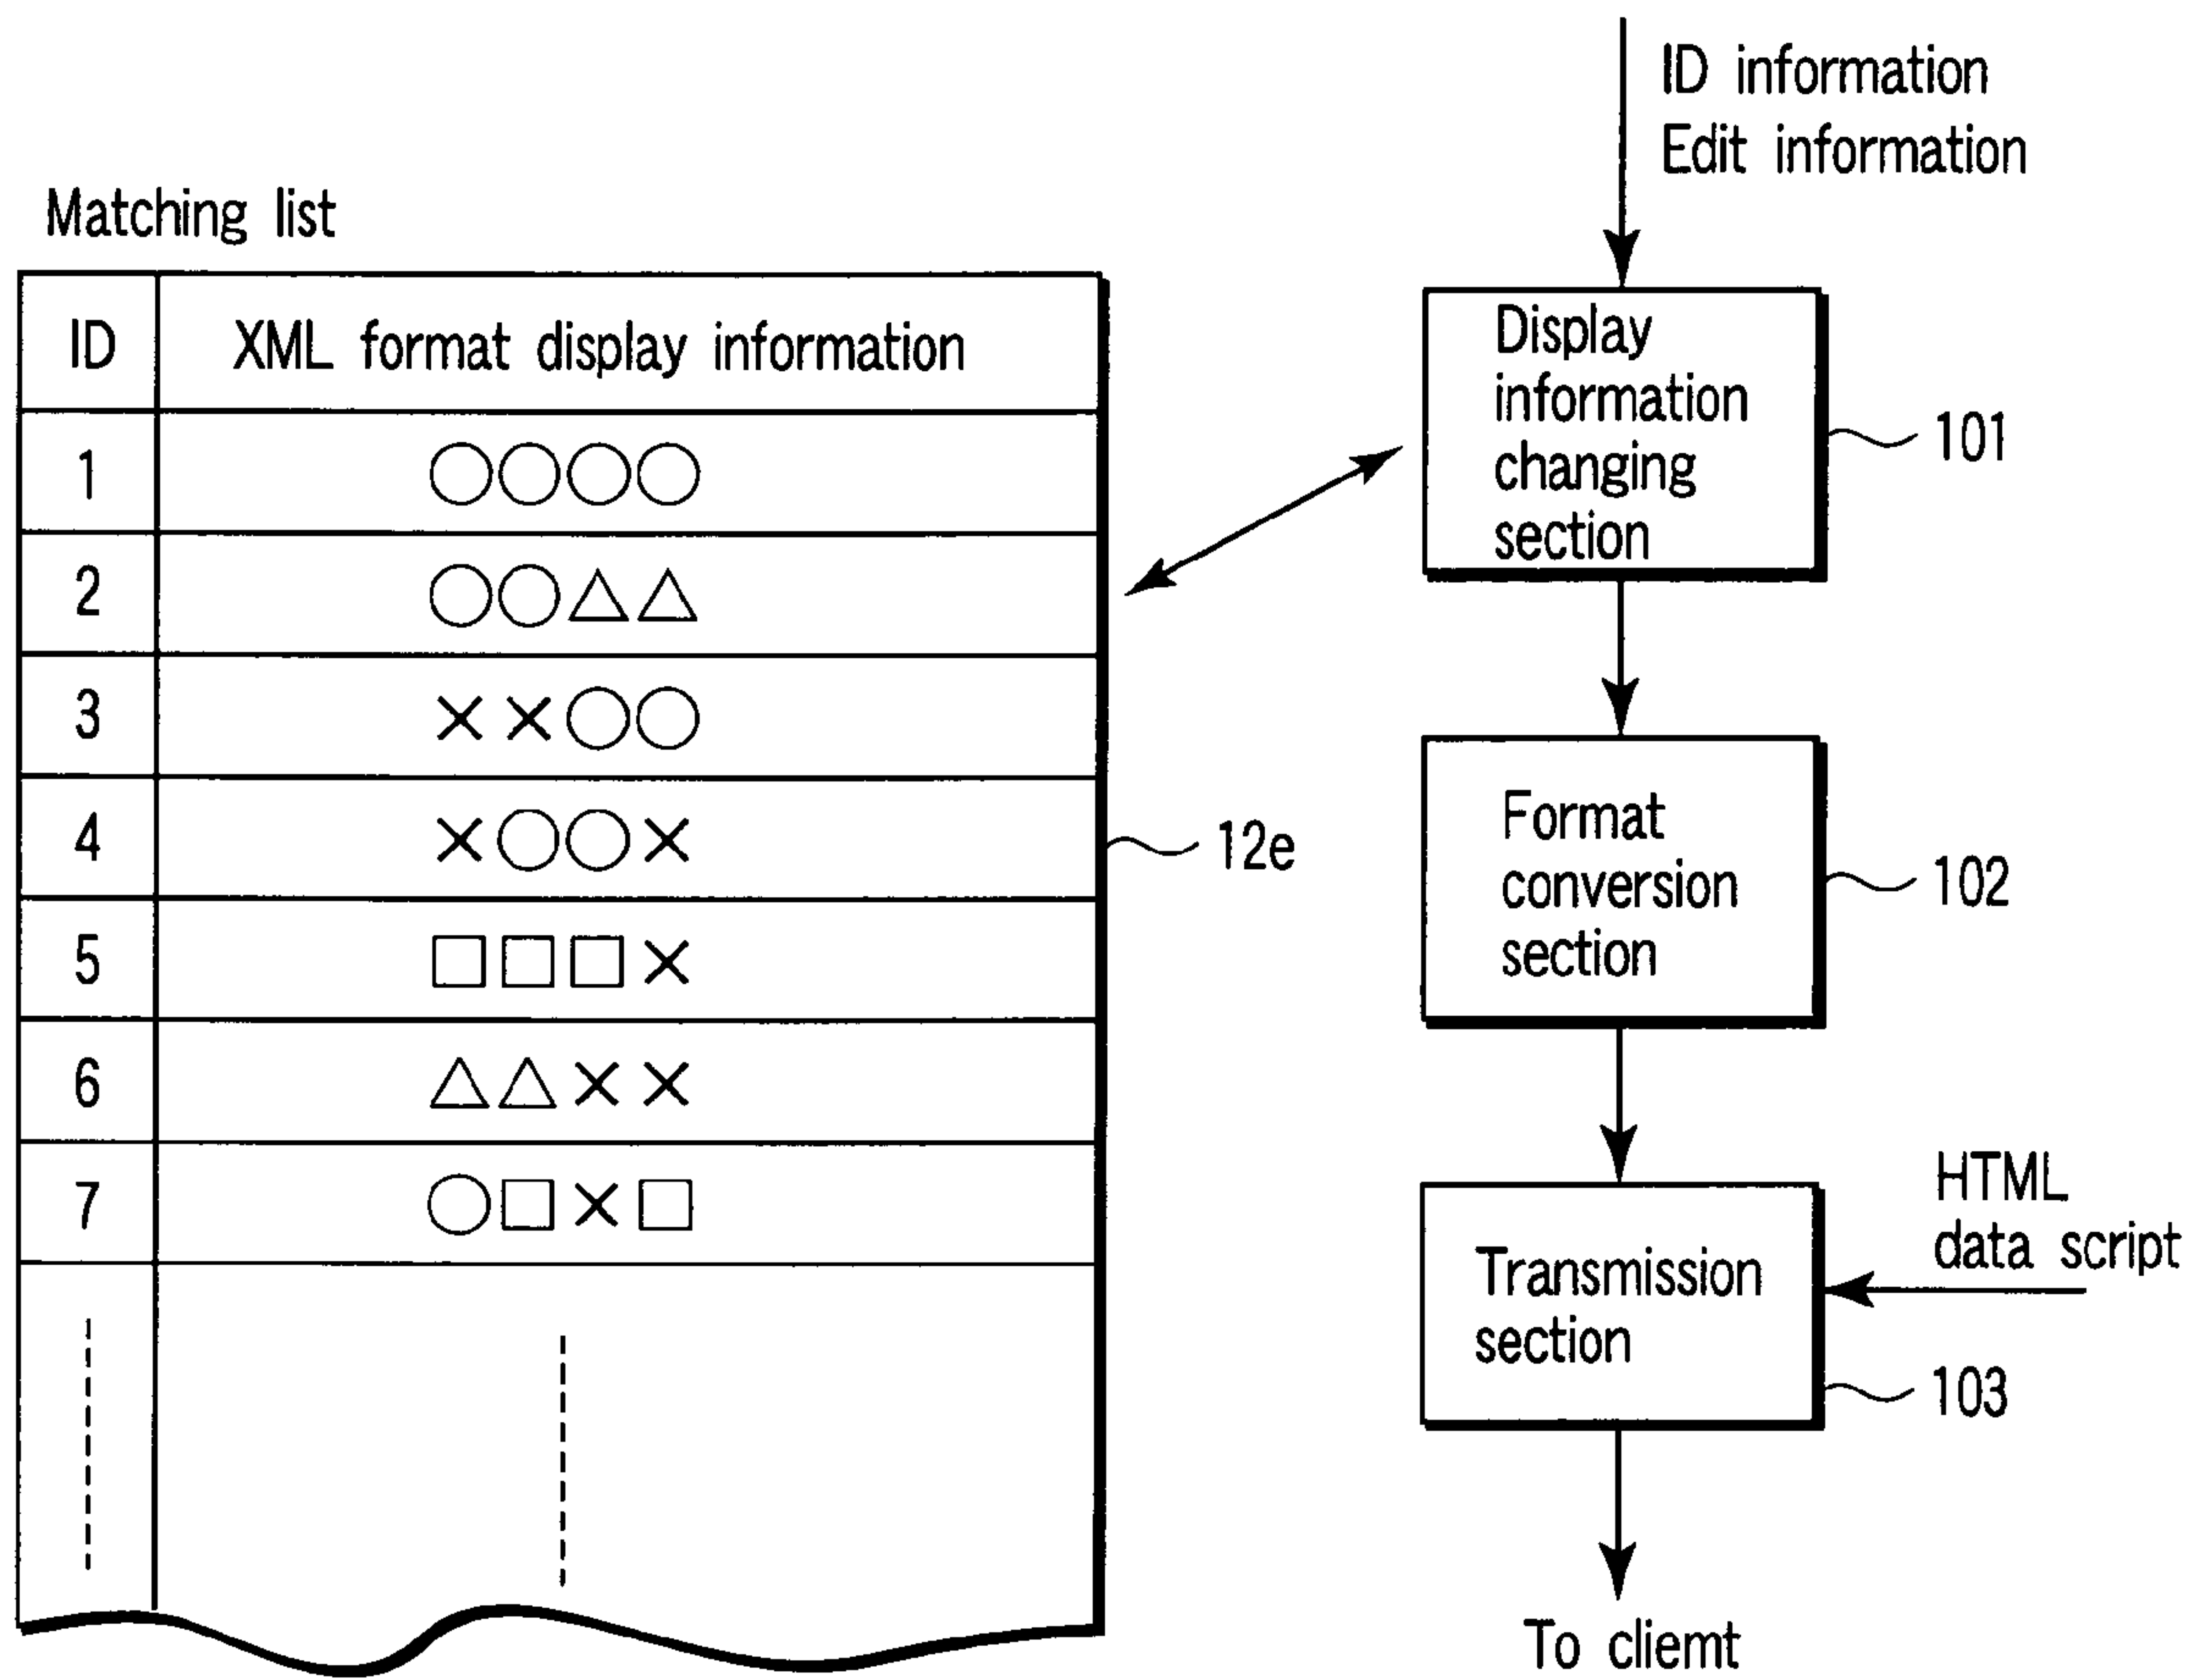 Matching list
ID XML format display information
1 ○○○○
2 ○○△△
3 ××○○
4 ×○○×
5 □□□×
6 △△××
7 ○□×□
12e
ID information
Edit information
Display
information
changing
section
101
Format
conversion
section
102
HTML
data script
Transmission
section
103
To cliemt